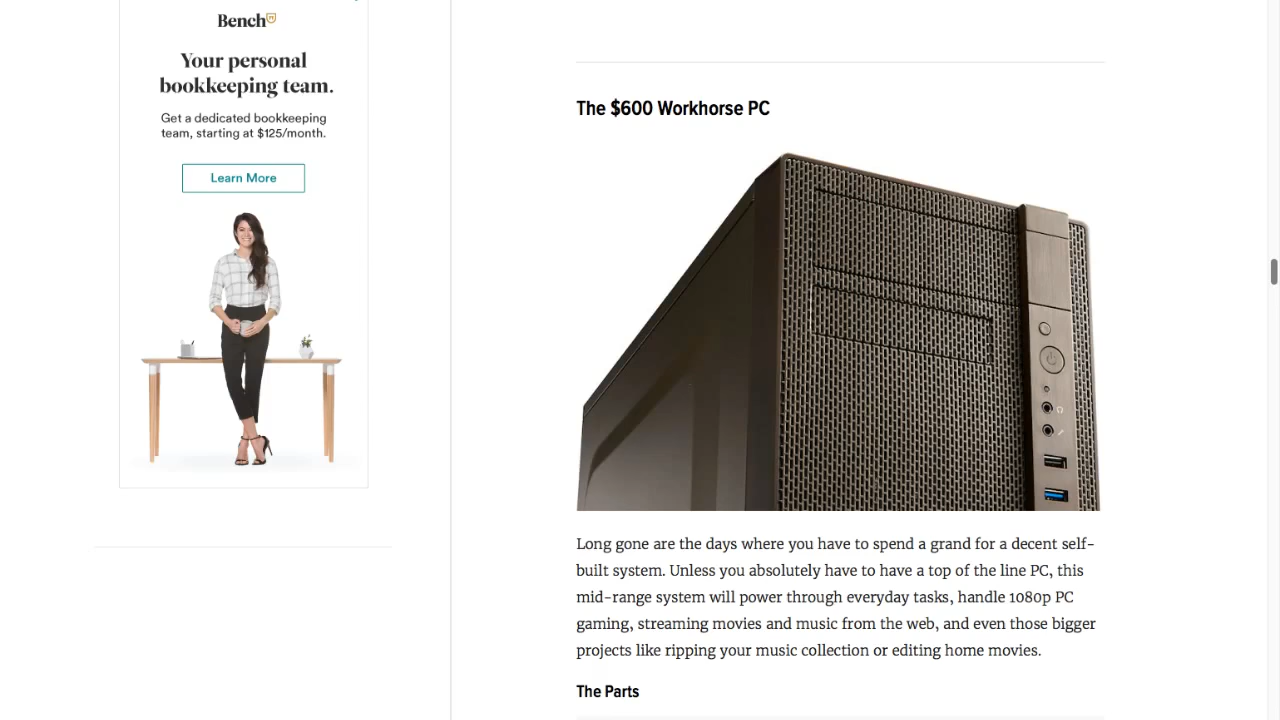 Bench
Your personal
bookkeeping team.
Get a dedicated bookkeeping
team, starting at $125/month.
Learn More
The $600 Workhorse PC
Long gone are the days where you have to spend a grand for a decent self-
built system. Unless you absolutely have to have a top of the line PC, this
mid-range system will power through everyday tasks, handle 1080p PC
gaming, streaming movies and music from the web, and even those bigger
projects like ripping your music collection or editing home movies.
The Parts